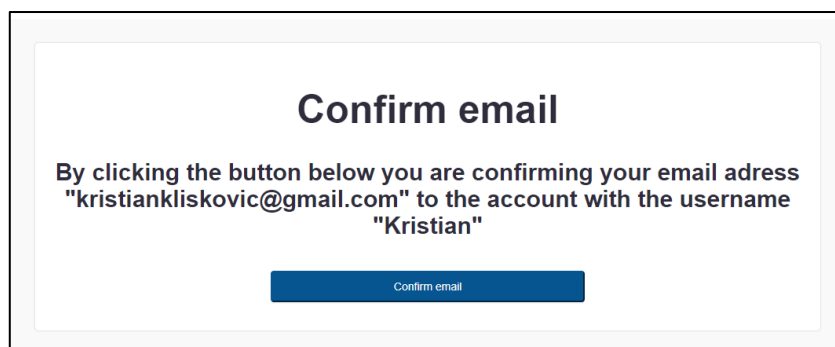 Confirm email
By clicking the button below you are confirming your email adress
"kristiankliskovic@gmail.com" to the account with the username
"Kristian"
Confirm email